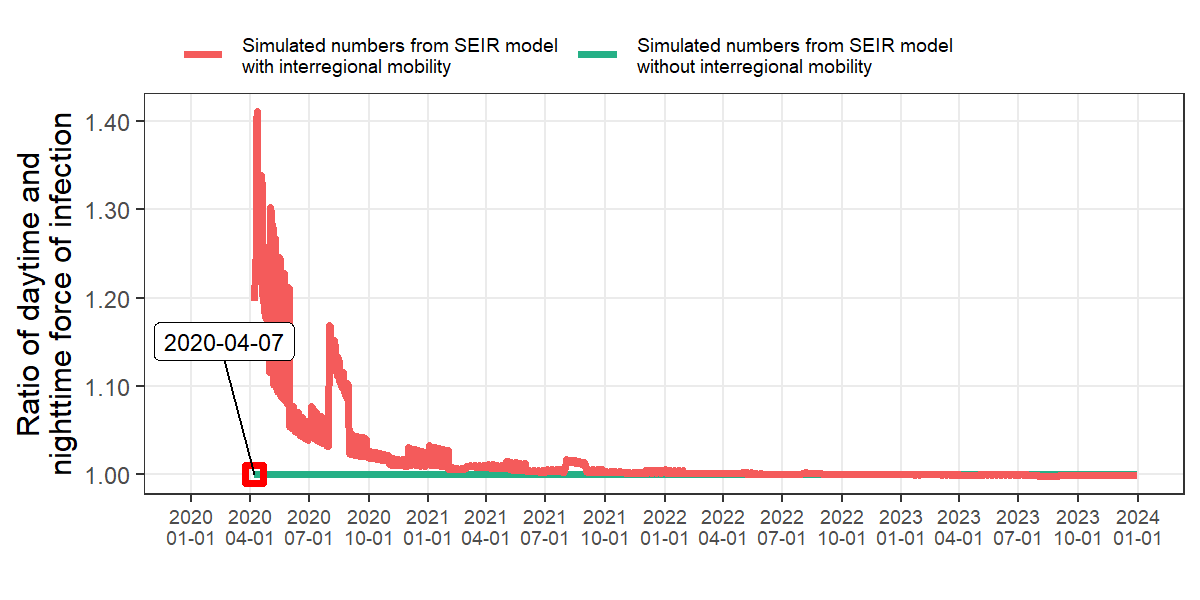 Simulated numbers from SEIR model
with interregional mobility
Simulated numbers from SEIR model
without interregional mobility
Ratio of daytime and
nighttime force of infection
1.40
1.30
1.20
1.10
1.00
2020-04-07
2020 2020 2020 2020 2021 2021 2021 2021 2022 2022 2022 2022 2023 2023 2023 2023 2024
01-01 04-01 07-01 10-01 01-01 04-01 07-01 10-01 01-01 04-01 07-01 10-01 01-01 04-01 07-01 10-01 01-01